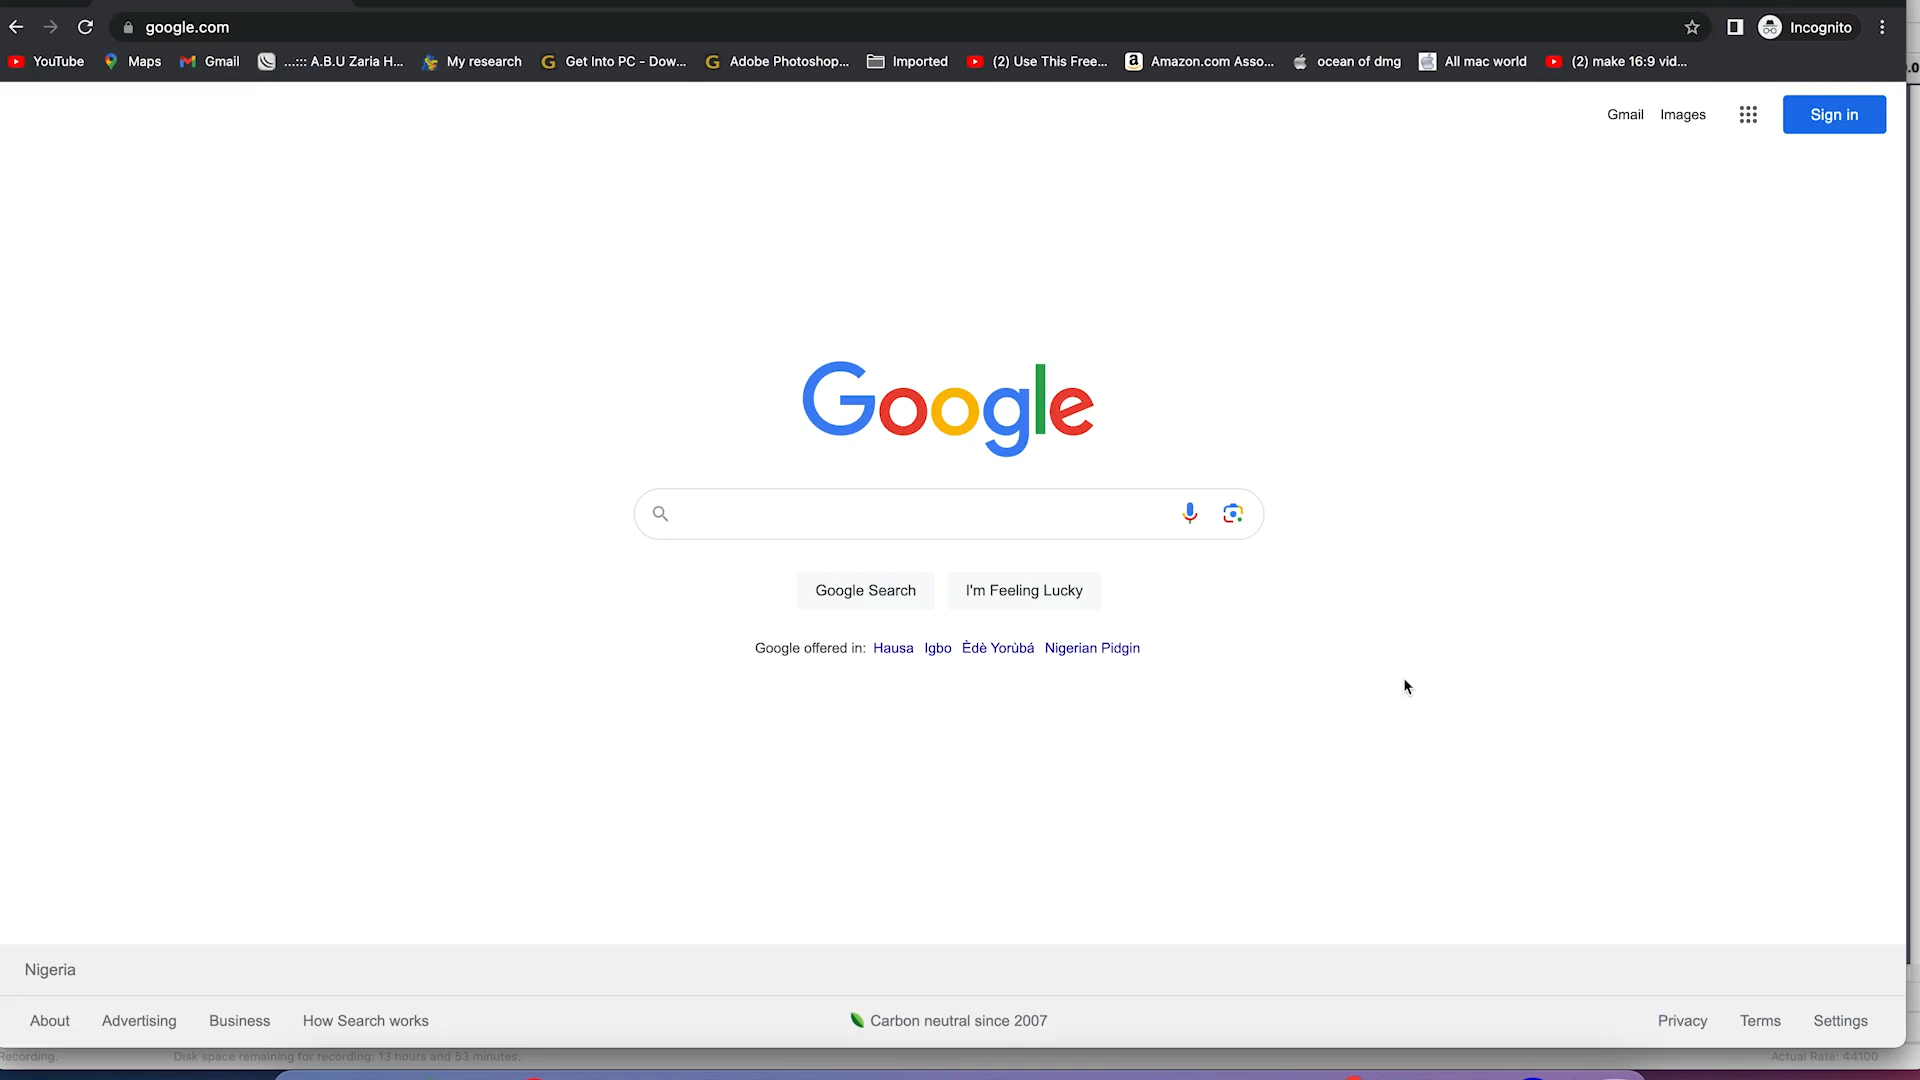 google.com
Incognito
YouTube Maps Gmail ...::: A.B.U Zaria H... My research Get Into PC - Dow... Adobe Photoshop... Imported (2) Use This Free... Amazon.com Asso... ocean of dmg All mac world (2) make 16:9 vid...
Gmail Images Sign in
Google
Google Search I'm Feeling Lucky
Google offered in: Hausa Igbo Èdè Yorùbá Nigerian Pidgin
Nigeria
About Advertising Business How Search works Carbon neutral since 2007 Privacy Terms Settings
Recording. Disk space remaining for recording: 13 hours and 53 minutes. Actual Rate: 44100